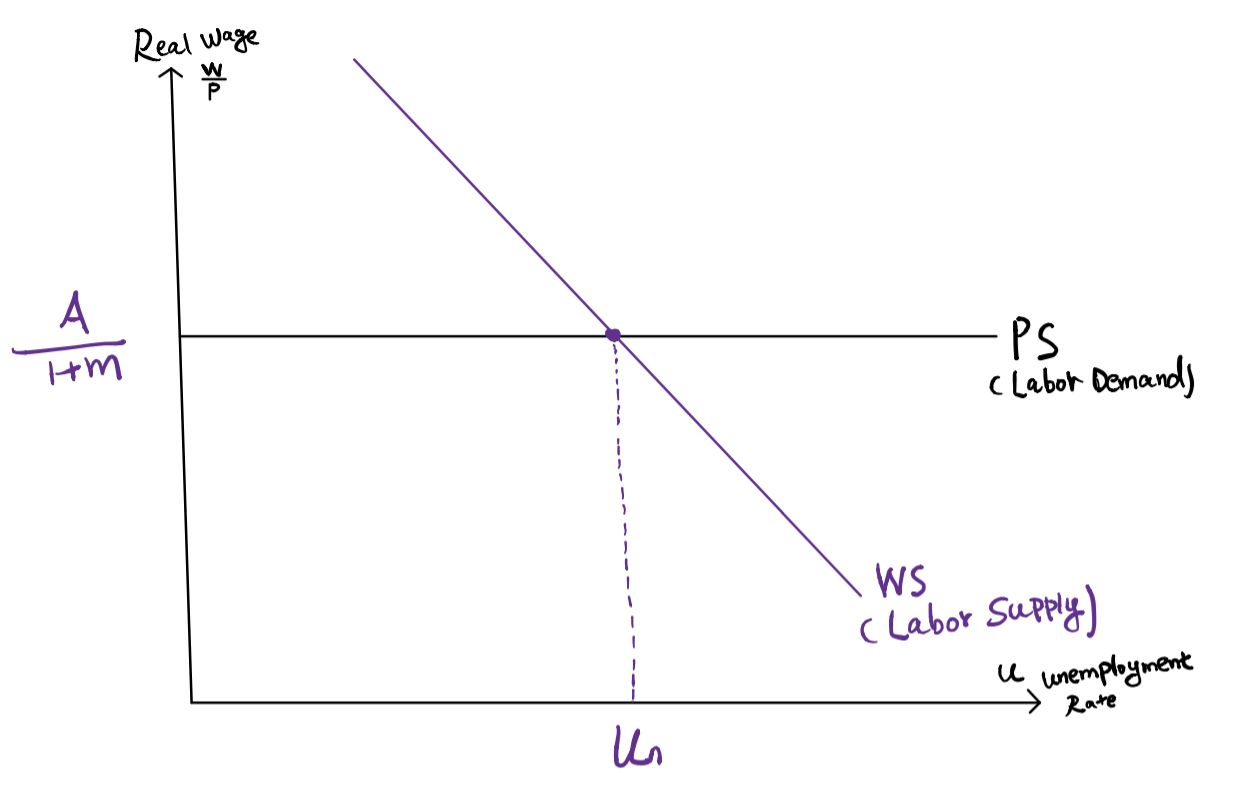 Real Wage
W
P
A
1+m
PS
(Labor Demand)
WS
(Labor Supply)
u unemployment
Rate
Un